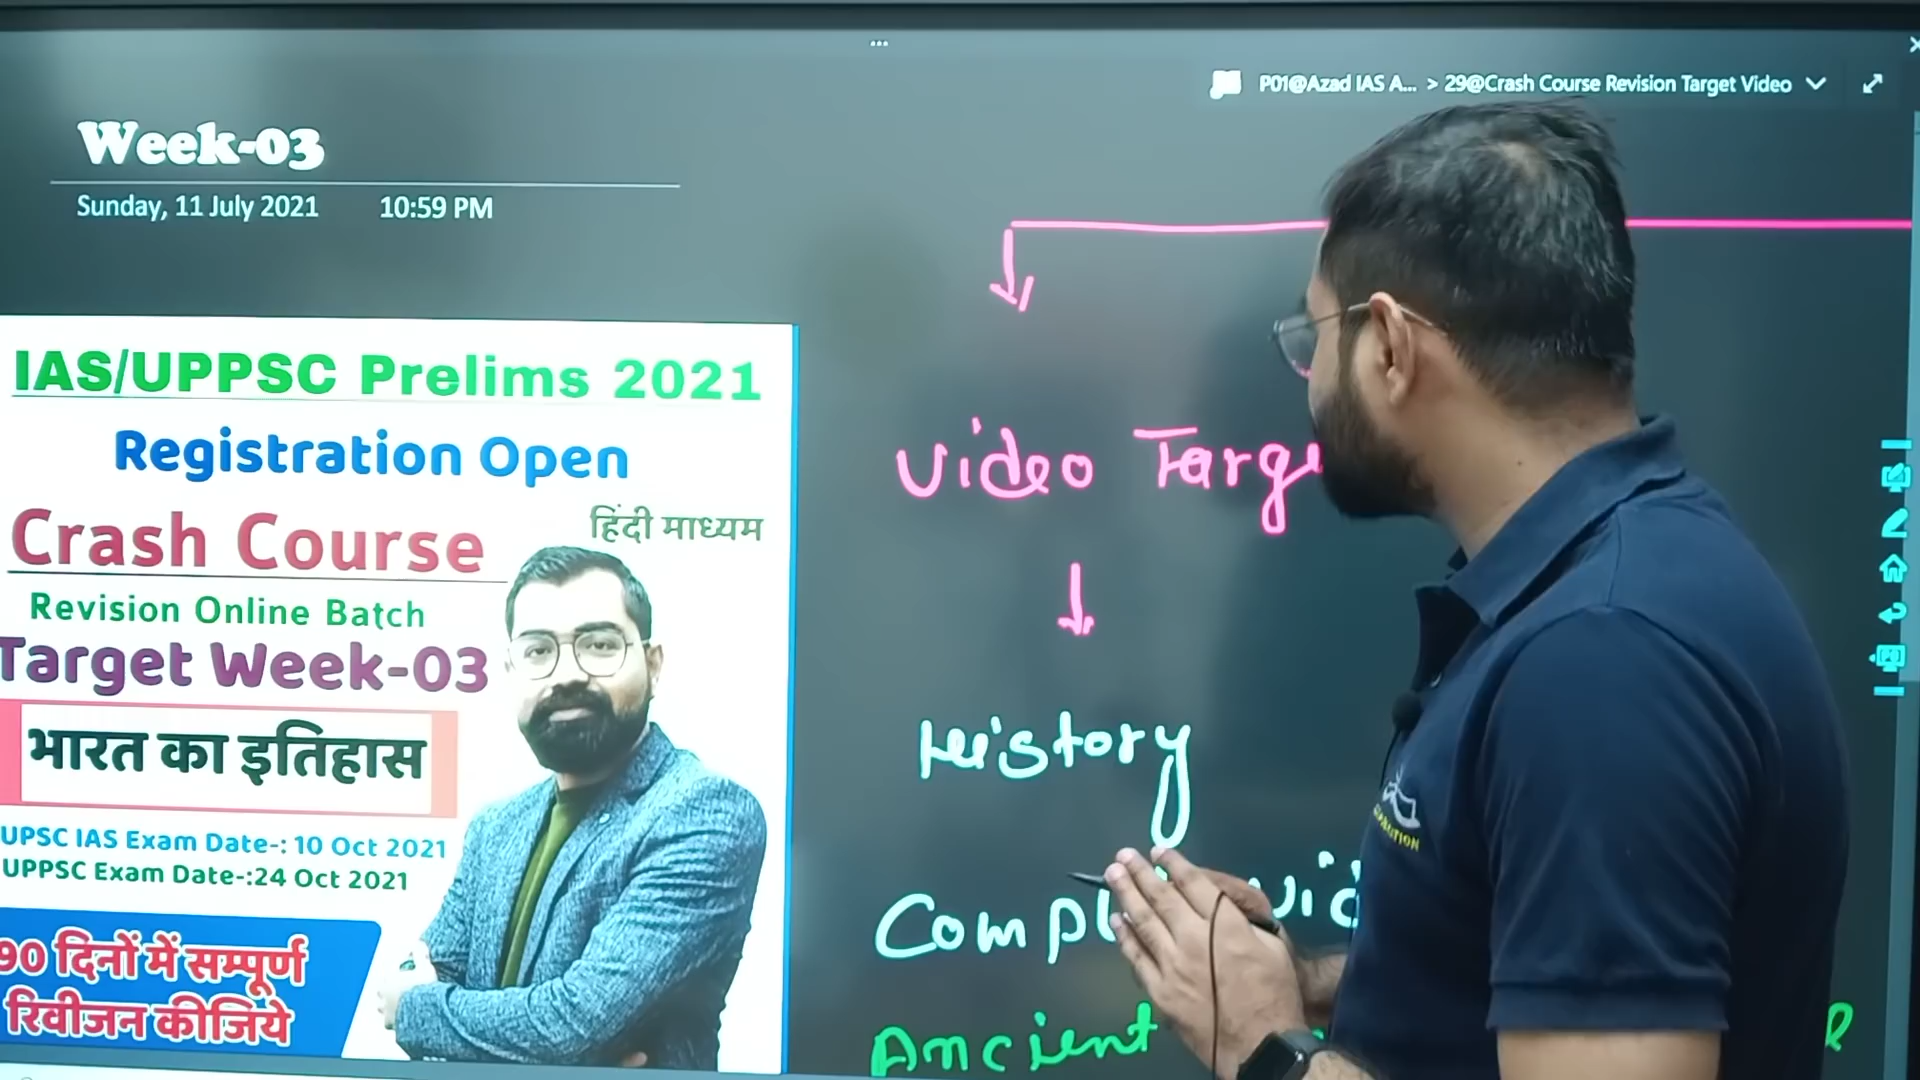 P01@Azad IAS A... > 29@Crash Course Revision Target Video
Week-03
Sunday, 11 July 2021 10:59 PM
IAS/UPPSC Prelims 2021
Registration Open
Crash Course
हिंदी माध्यम
Revision Online Batch
Target Week-03
भारत का इतिहास
UPSC IAS Exam Date-: 10 Oct 2021
UPPSC Exam Date-:24 Oct 2021
90 दिनों में सम्पूर्ण
रिवीजन कीजिये
Video
History
Ancient